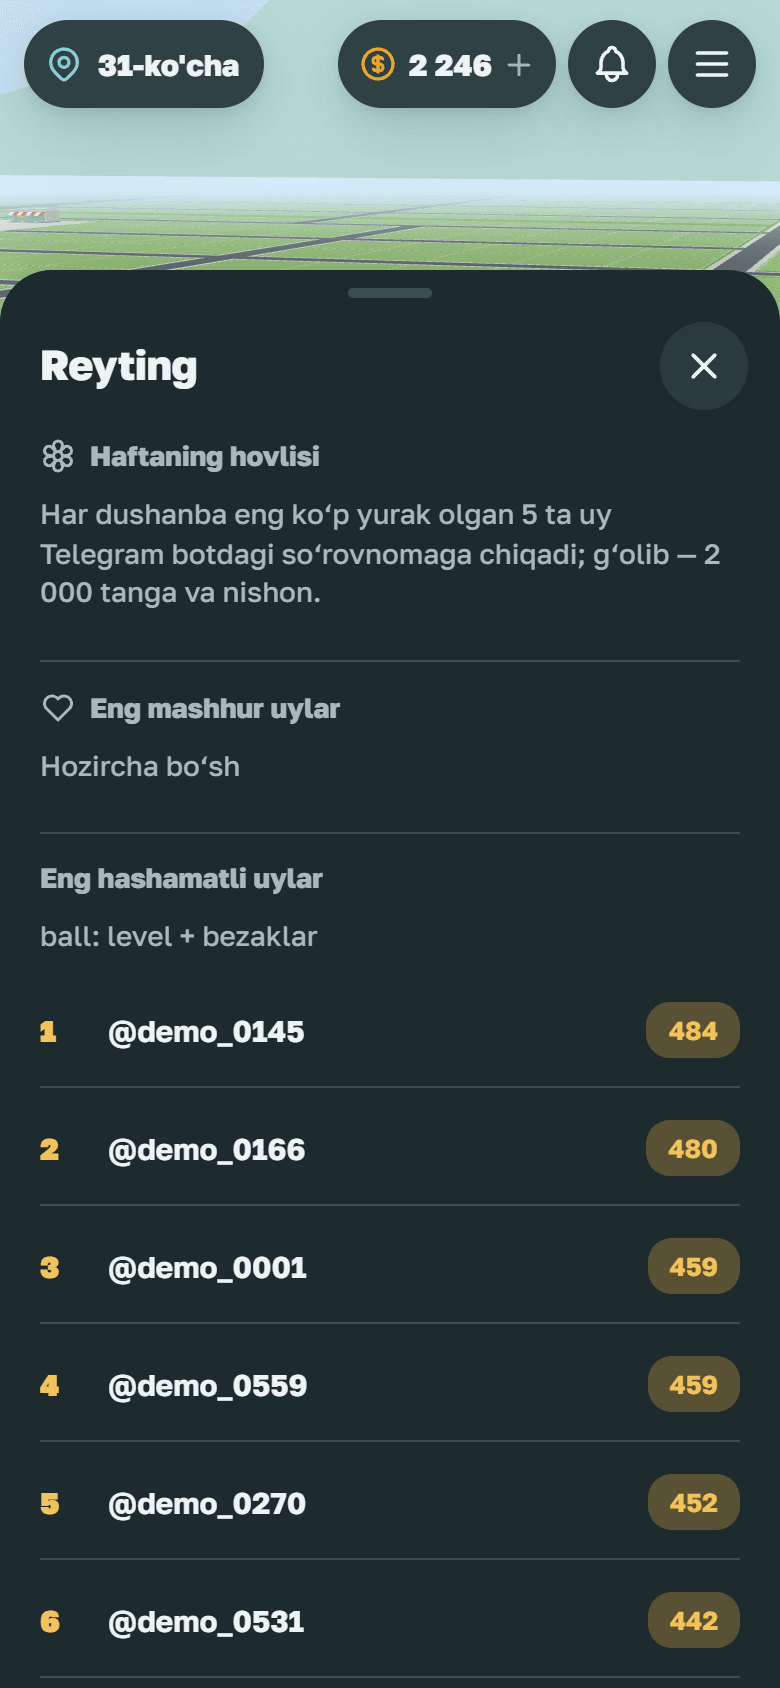 31-ko'cha
2 246 +
Reyting
Haftaning hovlisi
Har dushanba eng ko‘p yurak olgan 5 ta uy
Telegram botdagi so‘rovnomaga chiqadi; g‘olib — 2
000 tanga va nishon.
Eng mashhur uylar
Hozircha bo‘sh
Eng hashamatli uylar
ball: level + bezaklar
1 @demo_0145 484
2 @demo_0166 480
3 @demo_0001 459
4 @demo_0559 459
5 @demo_0270 452
6 @demo_0531 442